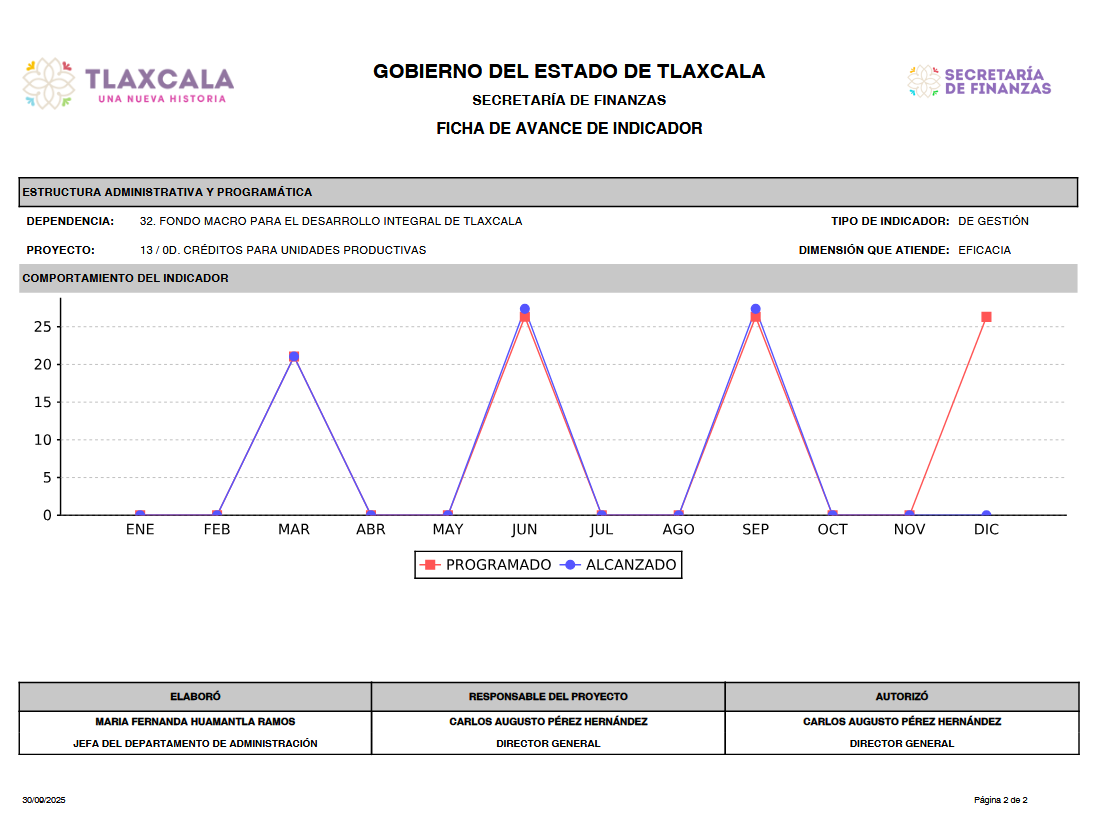 TLAXCALA
UNA NUEVA HISTORIA
GOBIERNO DEL ESTADO DE TLAXCALA
SECRETARÍA DE FINANZAS
FICHA DE AVANCE DE INDICADOR
SECRETARÍA
DE FINANZAS
ESTRUCTURA ADMINISTRATIVA Y PROGRAMÁTICA
DEPENDENCIA: 32. FONDO MACRO PARA EL DESARROLLO INTEGRAL DE TLAXCALA TIPO DE INDICADOR: DE GESTIÓN
PROYECTO: 13 / 0D. CRÉDITOS PARA UNIDADES PRODUCTIVAS DIMENSIÓN QUE ATIENDE: EFICACIA
COMPORTAMIENTO DEL INDICADOR
25
20
15
10
5
0
ENE FEB MAR ABR MAY JUN JUL AGO SEP OCT NOV DIC
PROGRAMADO ALCANZADO
ELABORÓ RESPONSABLE DEL PROYECTO AUTORIZÓ
MARIA FERNANDA HUAMANTLA RAMOS CARLOS AUGUSTO PÉREZ HERNÁNDEZ CARLOS AUGUSTO PÉREZ HERNÁNDEZ
JEFA DEL DEPARTAMENTO DE ADMINISTRACIÓN DIRECTOR GENERAL DIRECTOR GENERAL
30/09/2025 Página 2 de 2